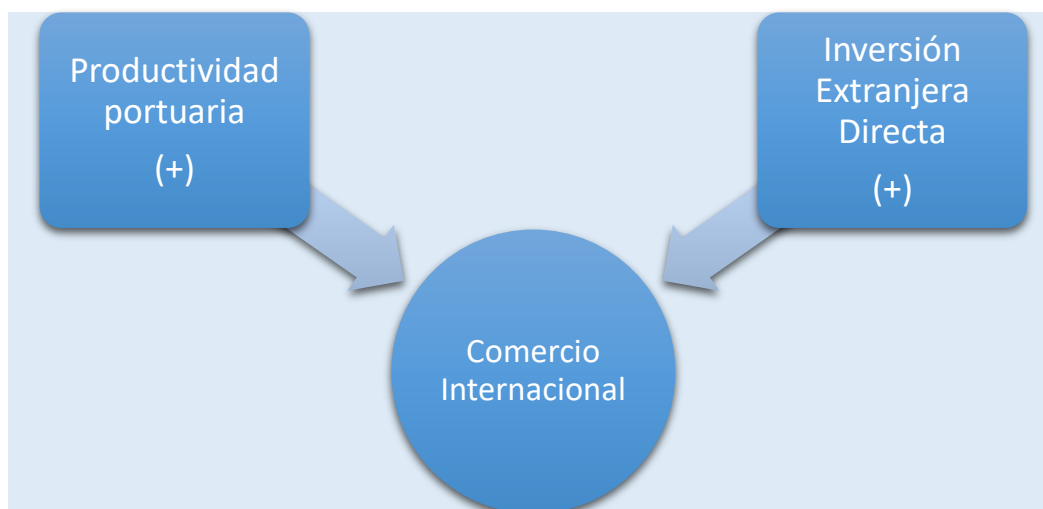 Productividad
portuaria
(+)
Inversión
Extranjera
Directa
(+)
Comercio
Internacional